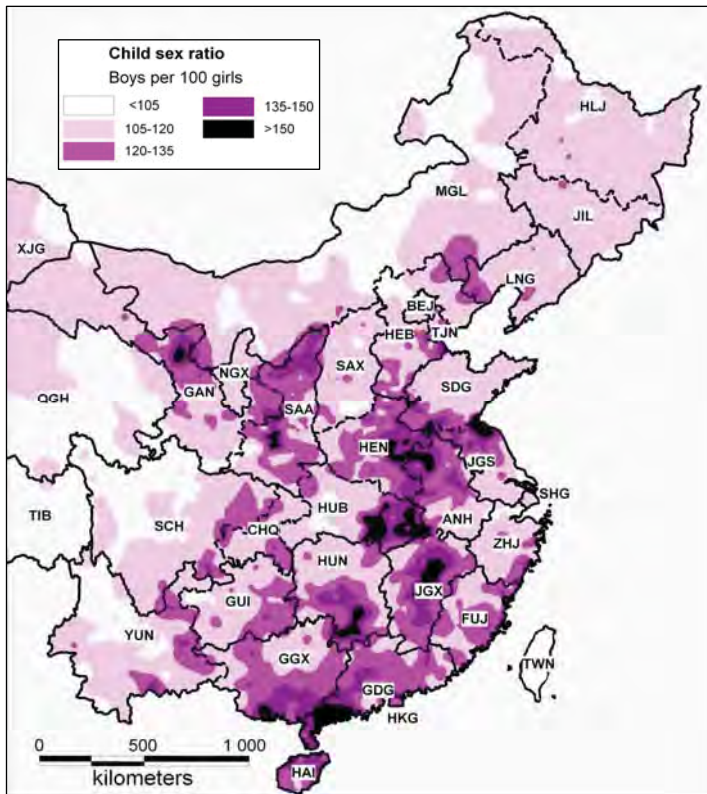 Child sex ratio
Boys per 100 girls
<105
135-150
105-120
>150
120-135
HLJ
MGL
JIL
XJG
LNG
BEJ
TJN
HEB
NGX
SAX
GAN
SDG
QGH
SAA
HEN
JGS
SHG
TIB
HUB
ANH
SCH
CHQ
ZHJ
HUN
JGX
GUI
FUJ
YUN
GGX
TWN
GDG
HKG
0 500 1 000
kilometers
HAI